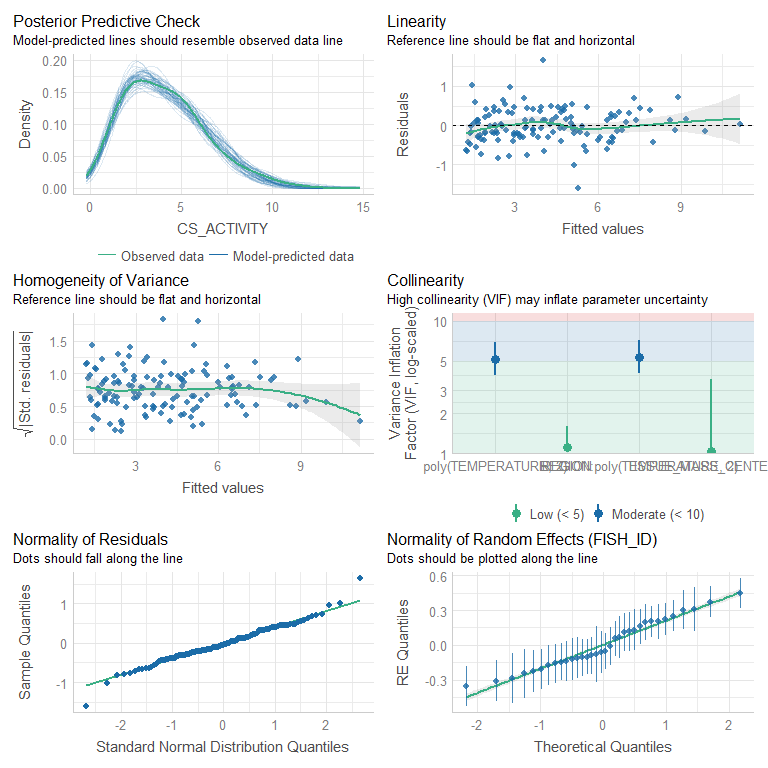 Posterior Predictive Check
Model-predicted lines should resemble observed data line
Density
0.20
0.15
0.10
0.05
0.00
0
5
10
15
CS_ACTIVITY
Observed data
Model-predicted data
Linearity
Reference line should be flat and horizontal
Residuals
1
0
-1
3
6
9
Fitted values
Homogeneity of Variance
Reference line should be flat and horizontal
√|Std. residuals|
1.5
1.0
0.5
0.0
3
6
9
Fitted values
Collinearity
High collinearity (VIF) may inflate parameter uncertainty
Variance Inflation
Factor (VIF, log-scaled)
10
5
3
2
1
poly(TEMPERATURE
REGION
poly(TEMPERATURE, 2)
TISSUE_MASS_CENTE
Low (< 5)
Moderate (< 10)
Normality of Residuals
Dots should fall along the line
Sample Quantiles
1
0
-1
-2
-1
0
1
2
Standard Normal Distribution Quantiles
Normality of Random Effects (FISH_ID)
Dots should be plotted along the line
RE Quantiles
0.6
0.3
0.0
-0.3
-2
-1
0
1
2
Theoretical Quantiles